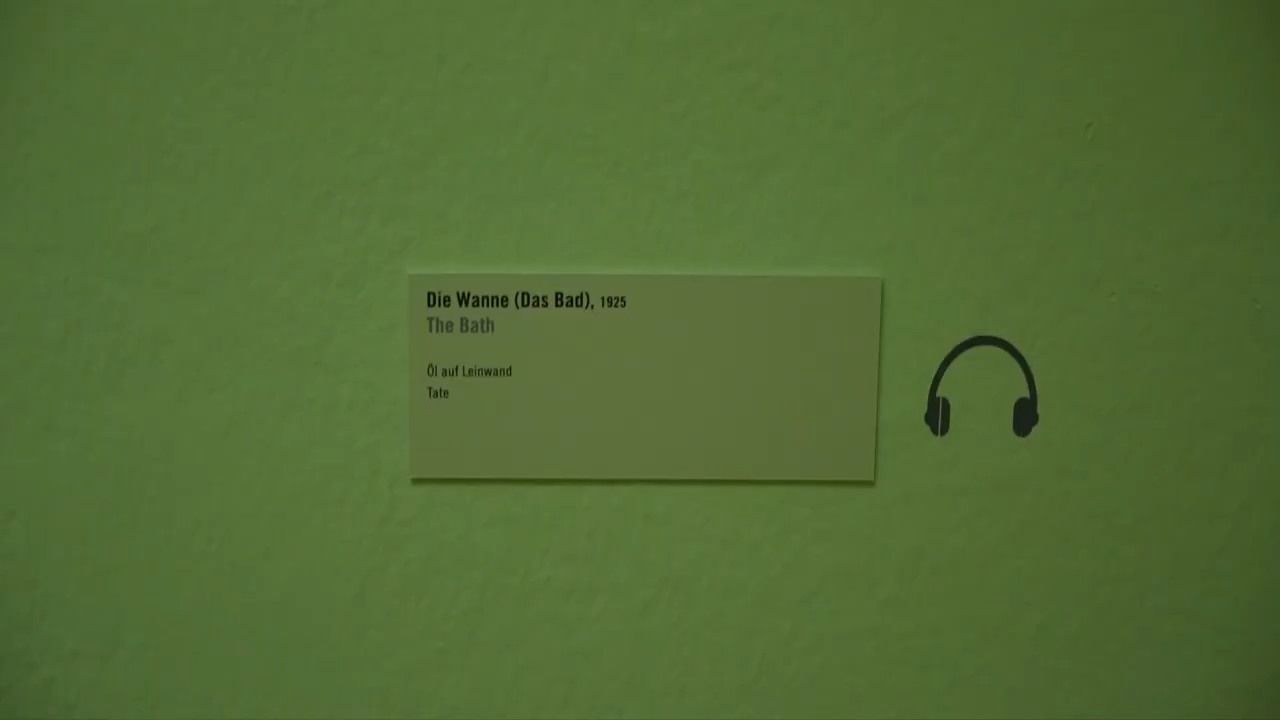 Die Wanne (Das Bad), 1925
The Bath
Öl auf Leinwand
Tate